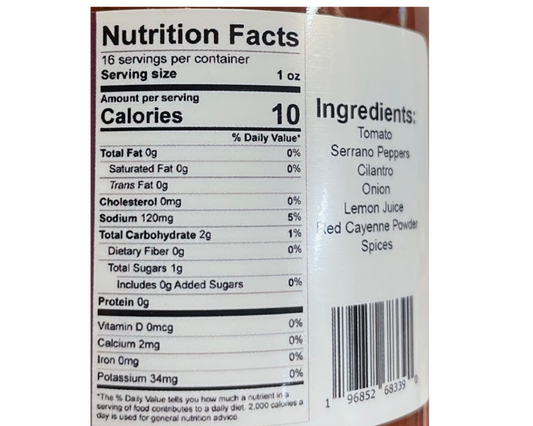 Nutrition Facts
16 servings per container
Serving size 1 oz
Amount per serving
Calories 10
% Daily Value*
Total Fat 0g 0%
Saturated Fat 0g 0%
Trans Fat 0g
Cholesterol 0mg 0%
Sodium 120mg 5%
Total Carbohydrate 2g 1%
Dietary Fiber 0g 0%
Total Sugars 1g
Includes 0g Added Sugars 0%
Protein 0g
Vitamin D 0mcg 0%
Calcium 2mg 0%
Iron 0mg 0%
Potassium 34mg 0%
*The % Daily Value tells you how much a nutrient in a
serving of food contributes to a daily diet. 2,000 calories a
day is used for general nutrition advice.
Ingredients:
Tomato
Serrano Peppers
Cilantro
Onion
Lemon Juice
Red Cayenne Powder
Spices
1 96852 68339 0